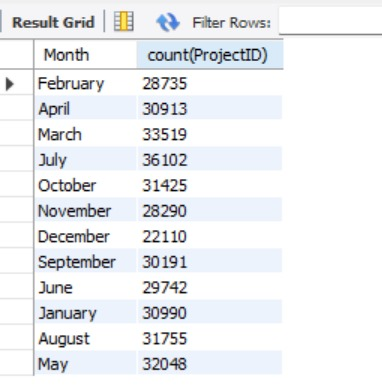 Result Grid Filter Rows:
Month count(ProjectID)
February 28735
April 30913
March 33519
July 36102
October 31425
November 28290
December 22110
September 30191
June 29742
January 30990
August 31755
May 32048